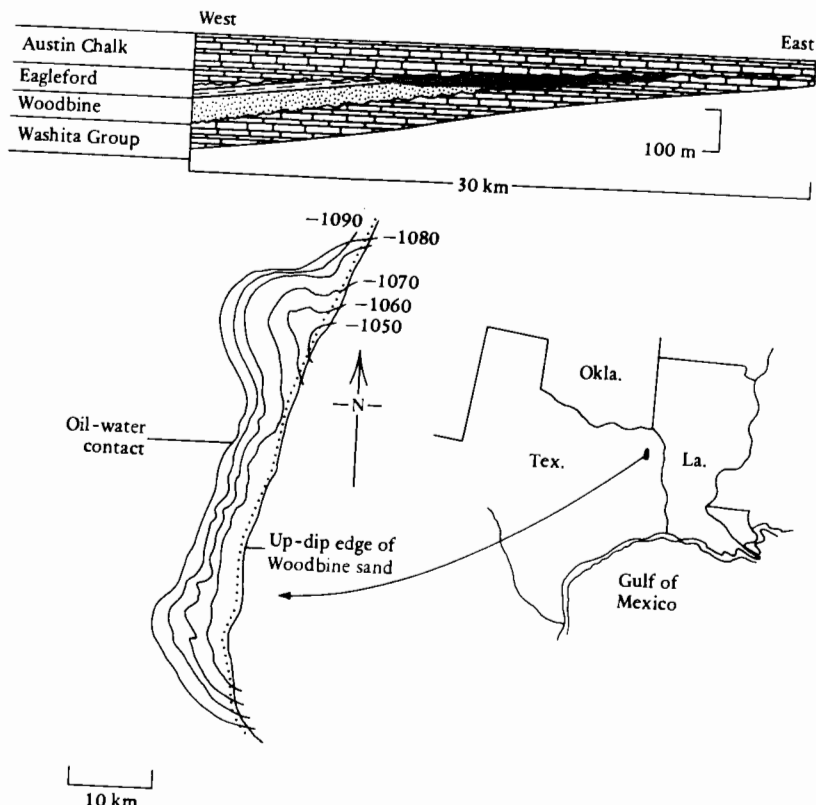 West
East
Austin Chalk
Eagleford
Woodbine
Washita Group
100 m
30 km
−1090
−1080
−1070
−1060
−1050
N
Oil-water
contact
Up-dip edge of
Woodbine sand
Okla.
Tex.
La.
Gulf of
Mexico
10 km